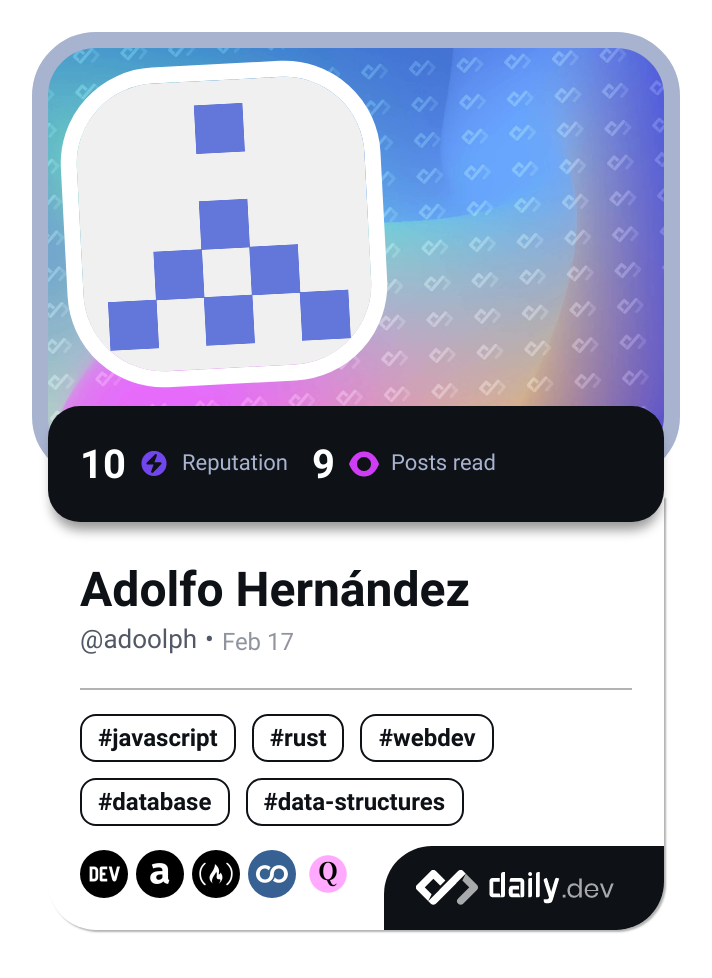 10 Reputation 9 Posts read
Adolfo Hernández
@adoolph • Feb 17
#javascript #rust #webdev
#database #data-structures
DEV a Q
daily.dev